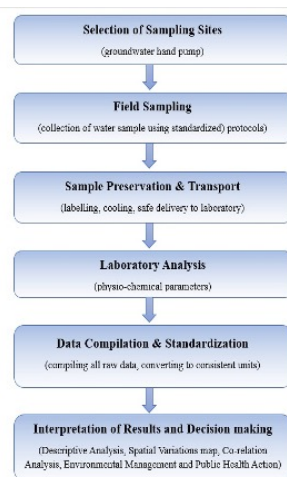 Selection of Sampling Sites
(groundwater hand pump)
Field Sampling
(collection of water sample using standardized) protocols)
Sample Preservation & Transport
(labelling, cooling, safe delivery to laboratory)
Laboratory Analysis
(physio-chemical parameters)
Data Compilation & Standardization
(compiling all raw data, converting to consistent units)
Interpretation of Results and Decision making
(Descriptive Analysis, Spatial Variations map, Co-relation
Analysis, Environmental Management and Public Health Action)